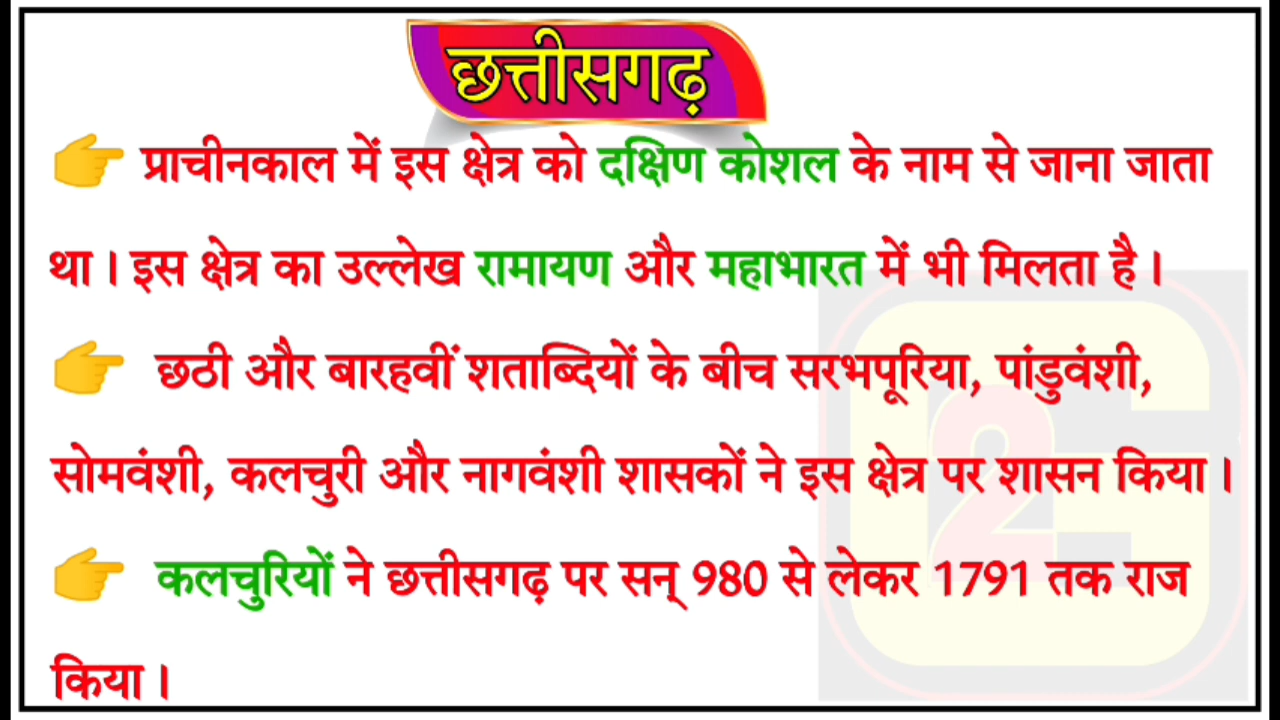 छत्तीसगढ़
👉 प्राचीनकाल में इस क्षेत्र को दक्षिण कोशल के नाम से जाना जाता
था । इस क्षेत्र का उल्लेख रामायण और महाभारत में भी मिलता है ।
👉 छठी और बारहवीं शताब्दियों के बीच सरभपूरिया, पांडुवंशी,
सोमवंशी, कलचुरी और नागवंशी शासकों ने इस क्षेत्र पर शासन किया ।
👉 कलचुरियों ने छत्तीसगढ़ पर सन् 980 से लेकर 1791 तक राज
किया ।